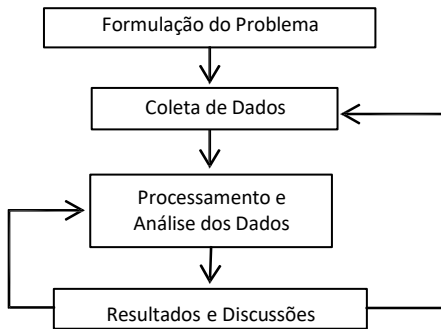 Formulação do Problema
Coleta de Dados
Processamento e
Análise dos Dados
Resultados e Discussões